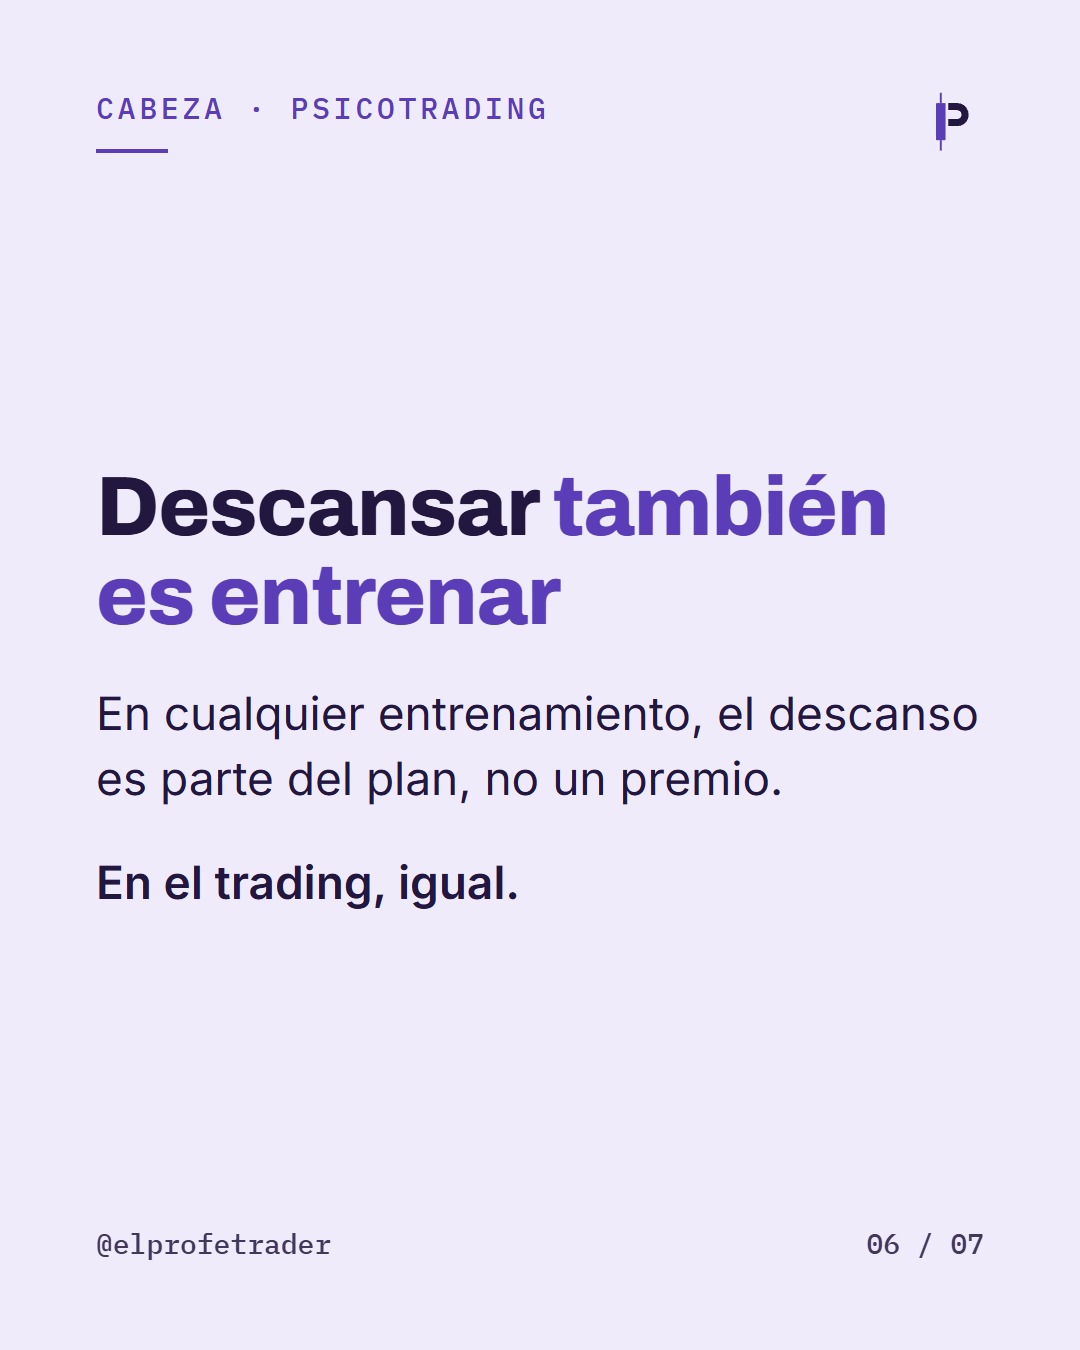 CABEZA · PSICOTRADING
Descansar también
es entrenar
En cualquier entrenamiento, el descanso
es parte del plan, no un premio.
En el trading, igual.
@elprofetrader
06 / 07